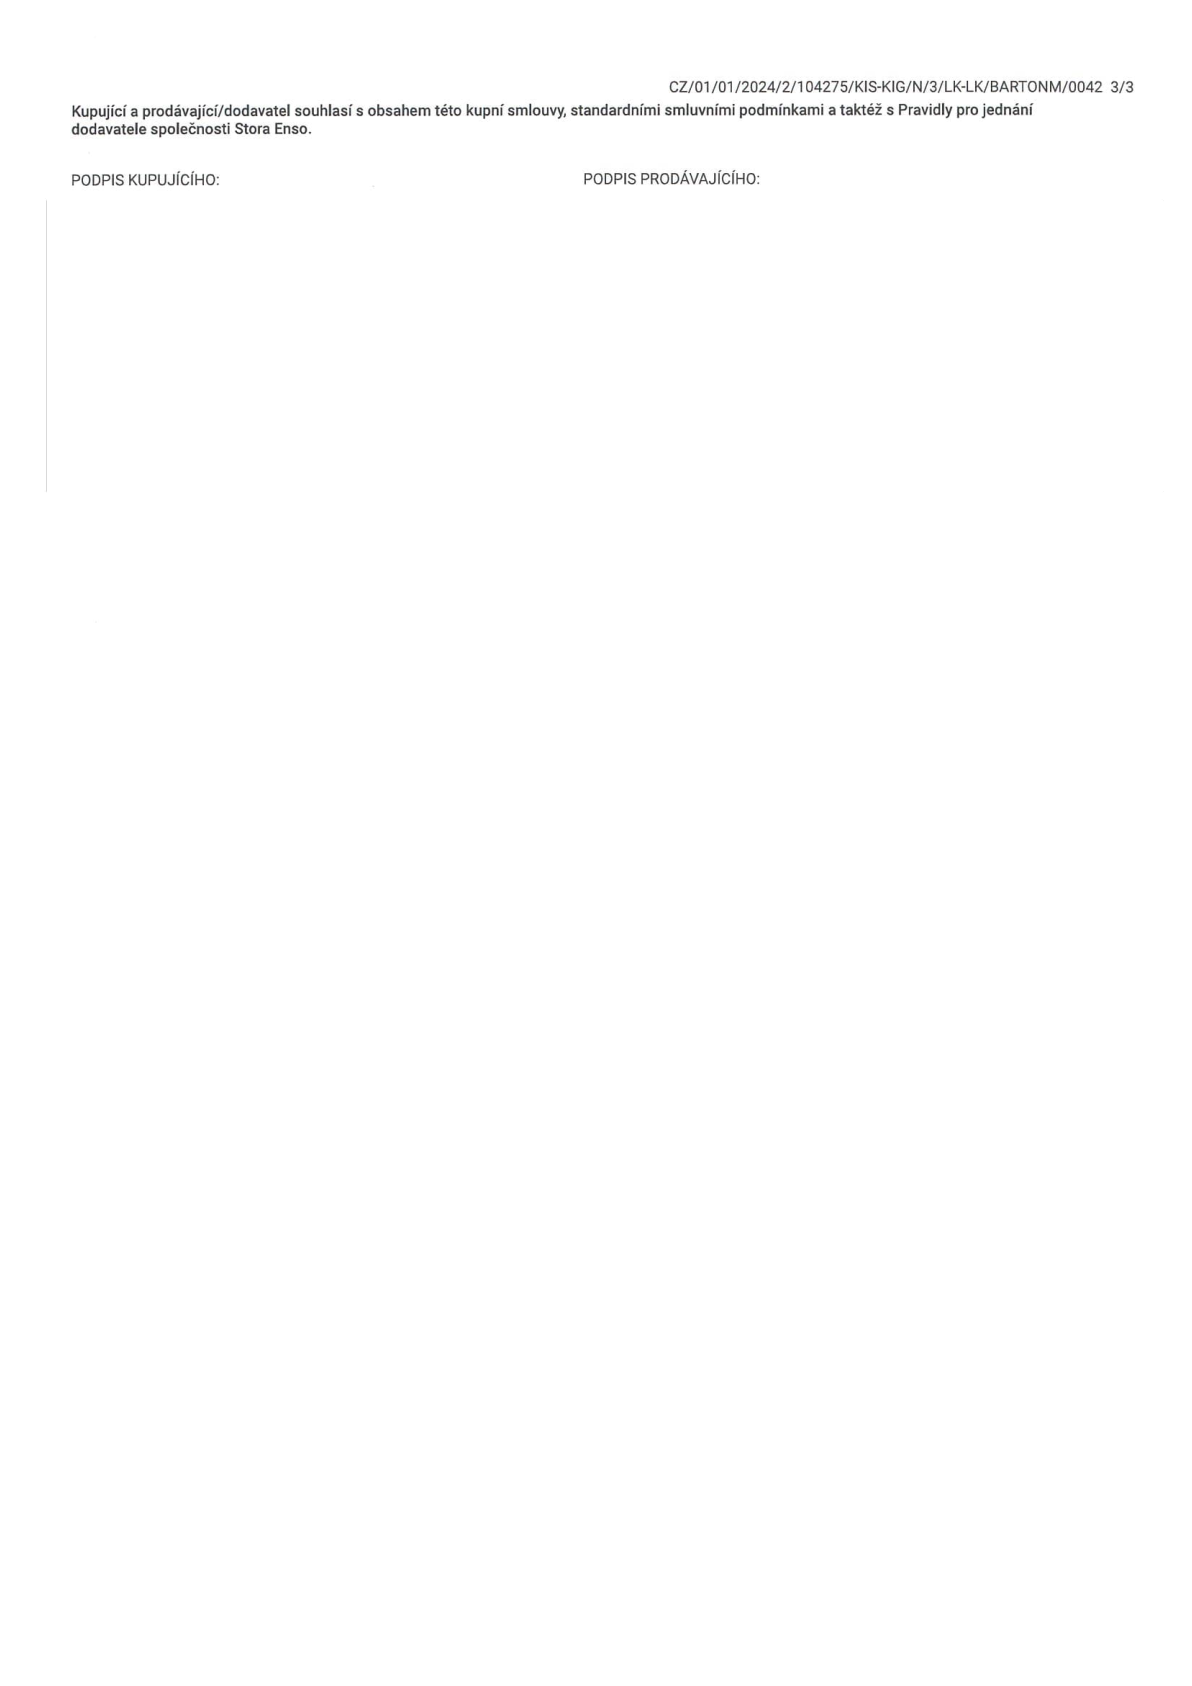 CZ/01/01/2024/2/104275/KIS-KIG/N/3/LK-LK/BARTONM/0042 3/3
Kupující a prodávající/dodavatel souhlasí s obsahem této kupní smlouvy, standardními smluvními podmínkami a taktéž s Pravidly pro jednání
dodavatele společnosti Stora Enso.
PODPIS KUPUJÍCÍHO:
PODPIS PRODÁVAJÍCÍHO: